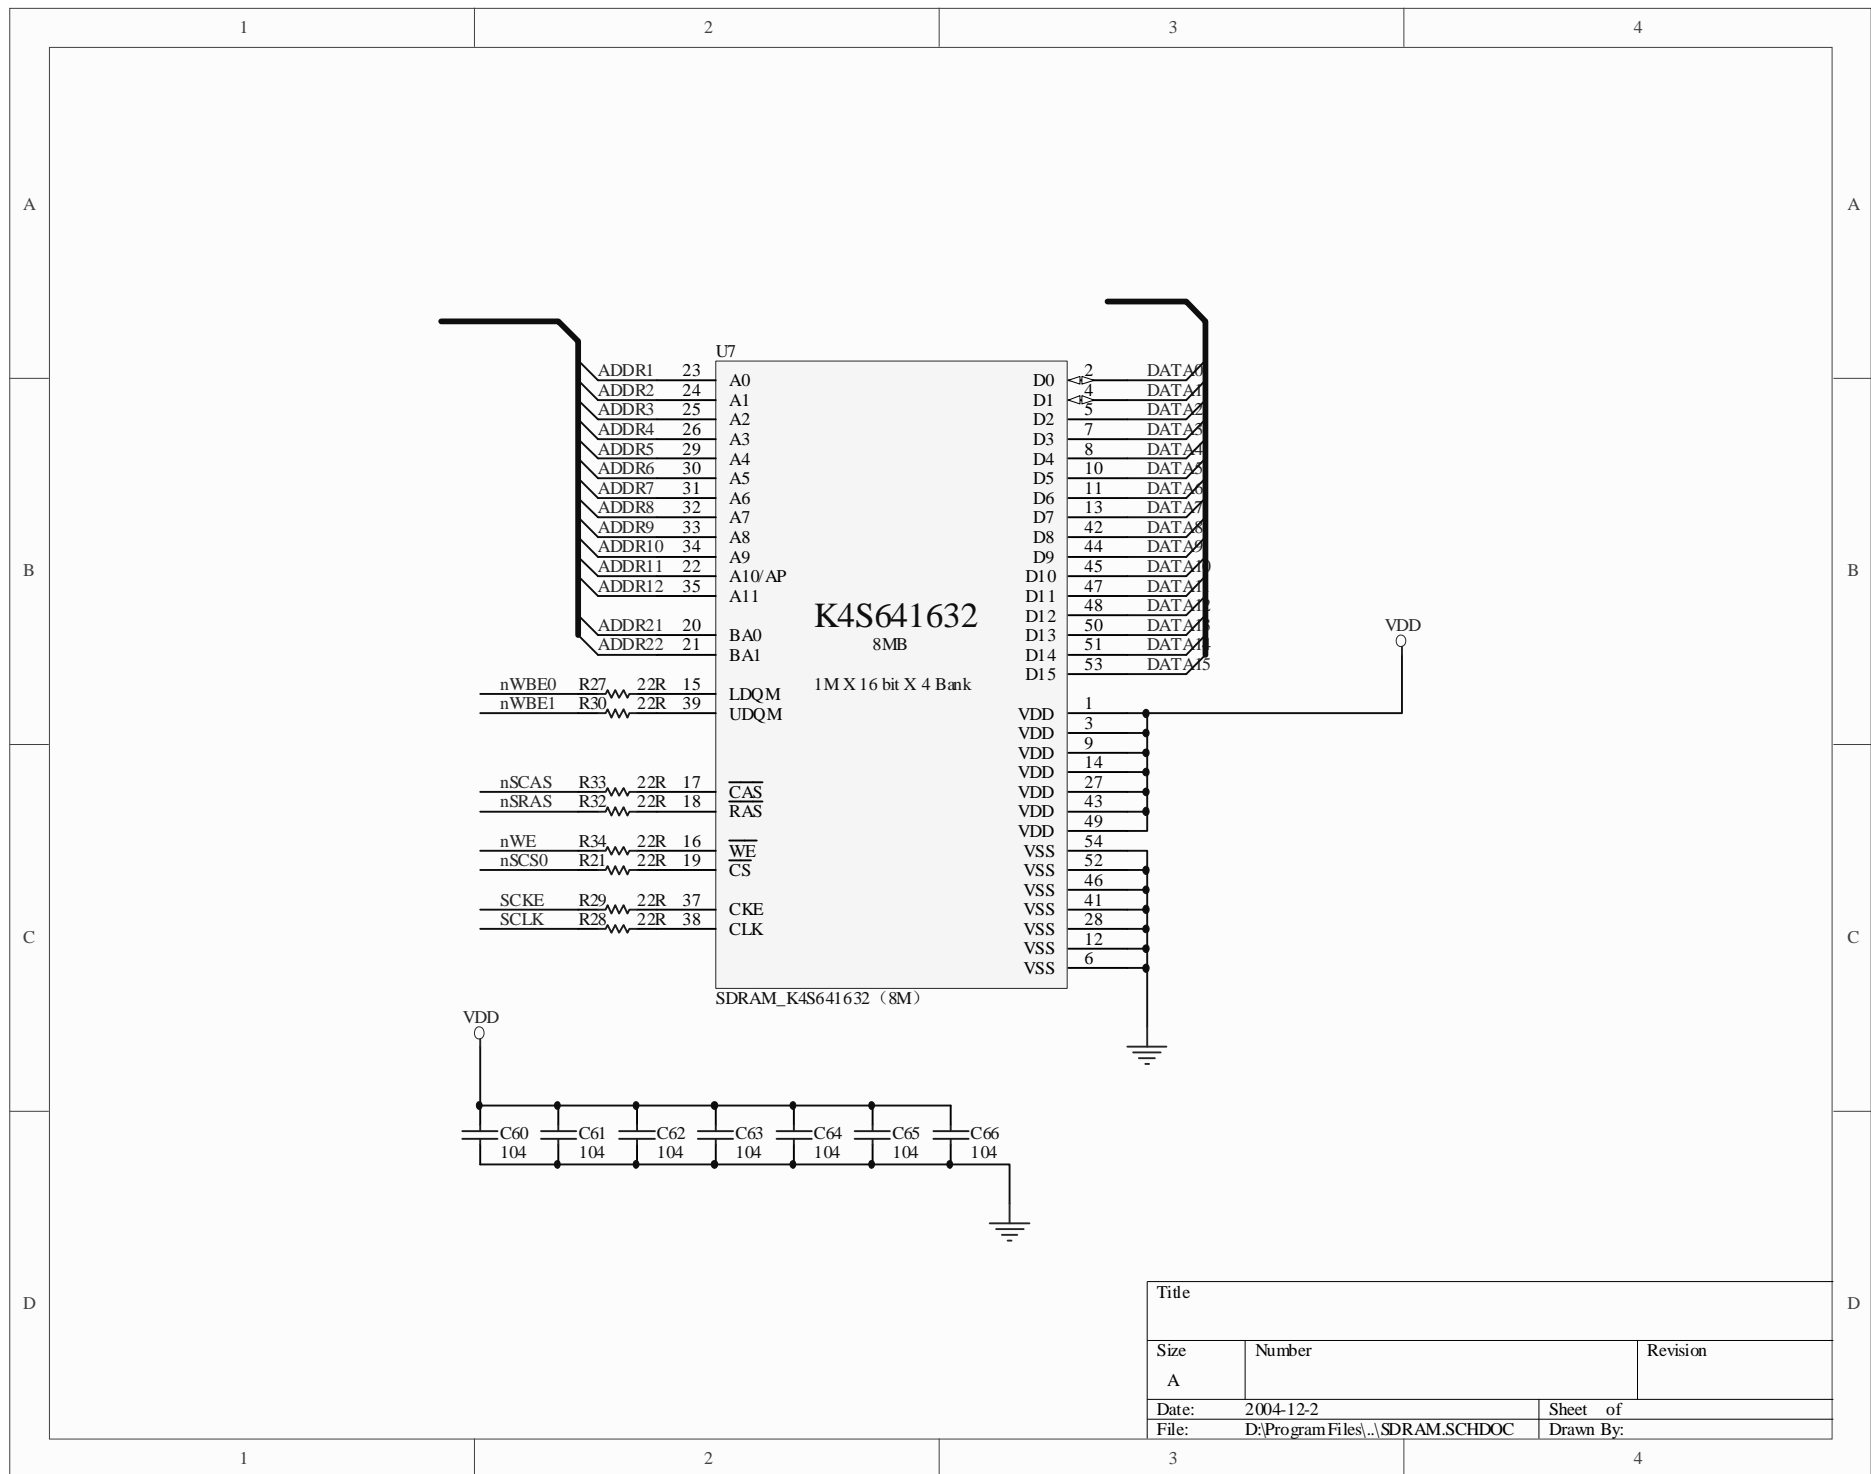 1 2 3 4
A A
U7
ADDR1 23 A0 D0 2 DATA0
ADDR2 24 A1 D1 4 DATA1
ADDR3 25 A2 D2 5 DATA2
ADDR4 26 A3 D3 7 DATA3
ADDR5 29 A4 D4 8 DATA4
ADDR6 30 A5 D5 10 DATA5
ADDR7 31 A6 D6 11 DATA6
ADDR8 32 A7 D7 13 DATA7
ADDR9 33 A8 D8 42 DATA8
ADDR10 34 A9 D9 44 DATA9
B B
ADDR11 22 A10/AP D10 45 DATA10
ADDR12 35 A11 D11 47 DATA11
K4S641632 D12 48 DATA12
ADDR21 20 BA0 D13 50 DATA13
8MB
ADDR22 21 BA1 D14 51 DATA14
D15 53 DATA15
VDD
1M X 16 bit X 4 Bank
nWBE0 R27 22R 15 LDQM
nWBE1 R30 22R 39 UDQM VDD 1
VDD 3
VDD 9
VDD 14
nSCAS R33 22R 17 CAS VDD 27
nSRAS R32 22R 18 RAS VDD 43
VDD 49
nWE R34 22R 16 WE VSS 54
nSCS0 R21 22R 19 CS VSS 52
VSS 46
SCKE R29 22R 37 CKE VSS 41
SCLK R28 22R 38 CLK VSS 28
C C
VSS 12
VSS 6
SDRAM_K4S641632（8M）
VDD
C60 C61 C62 C63 C64 C65 C66
104 104 104 104 104 104 104
D D
Title
Size Number Revision
A
Date: 2004-12-2 Sheet of
File: D:\Program Files\..\SDRAM.SCHDOC Drawn By:
1 2 3 4